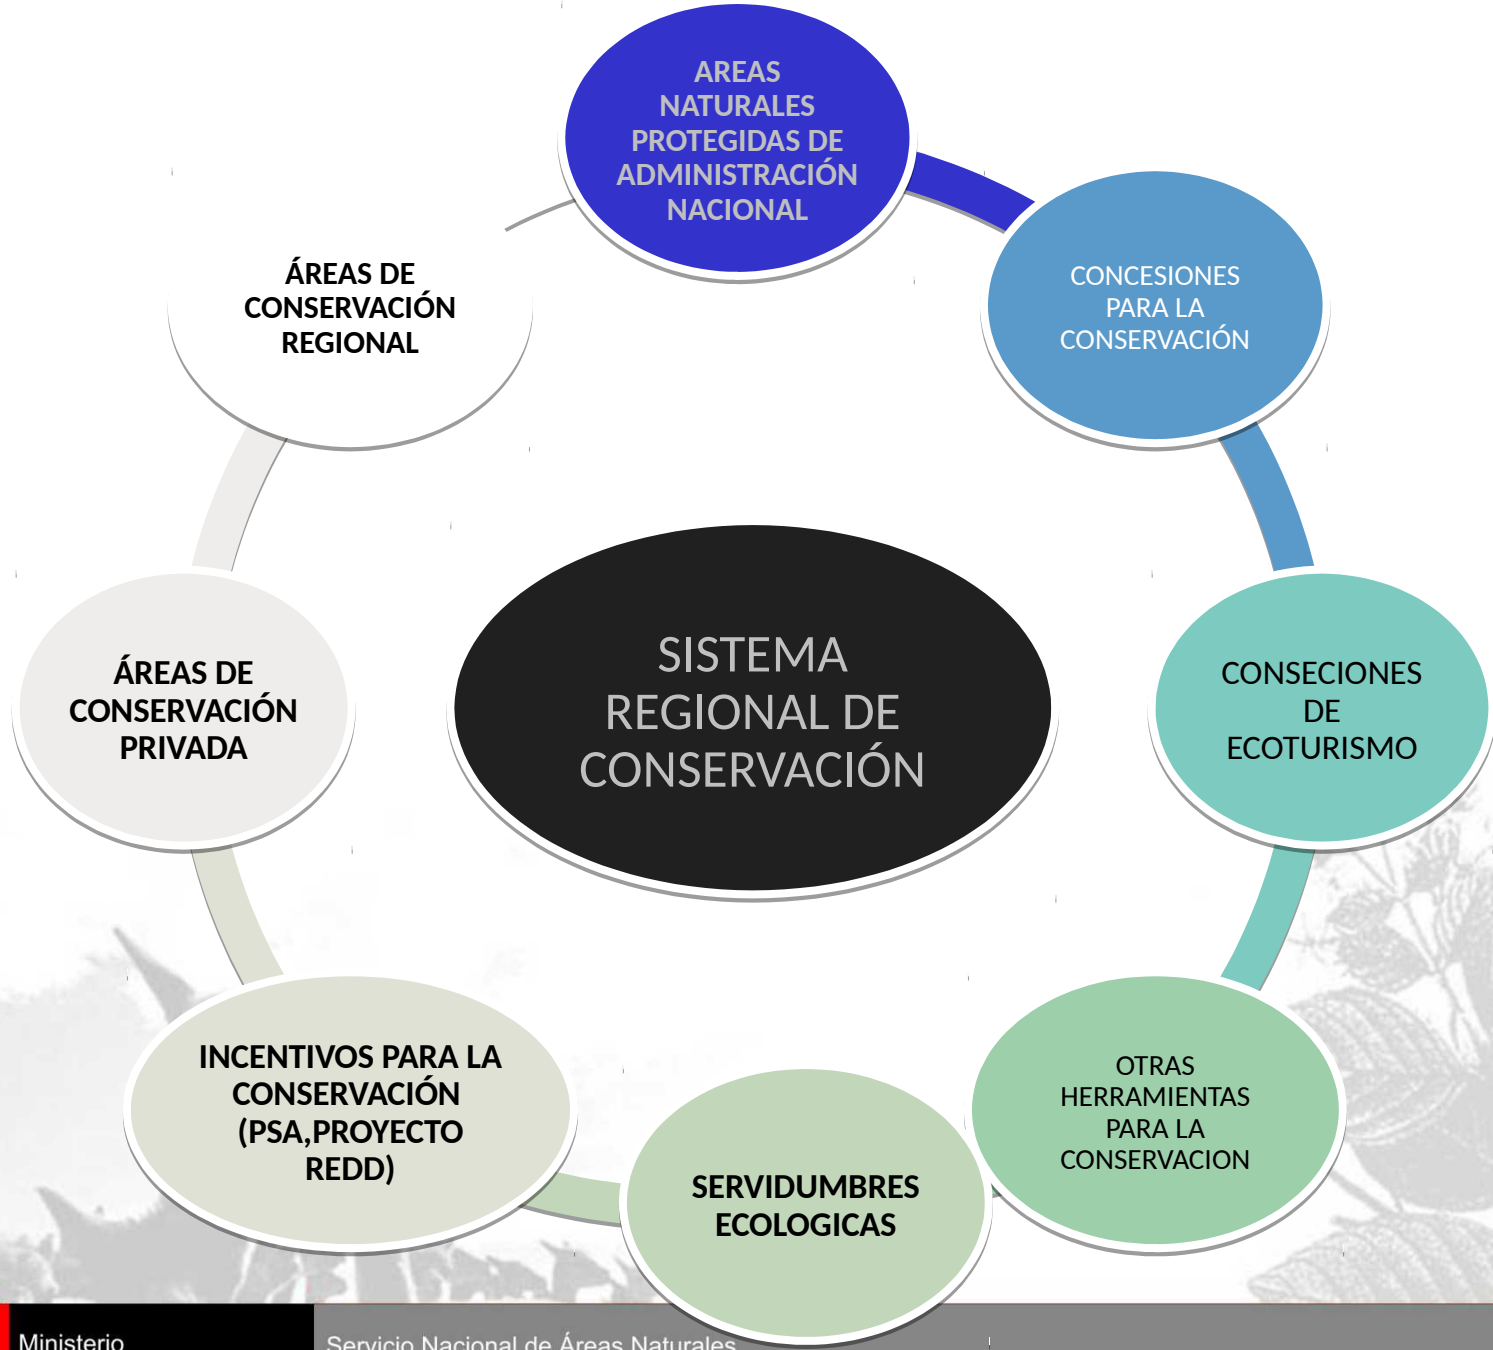 AREAS
NATURALES
PROTEGIDAS DE
ADMINISTRACIÓN
NACIONAL
CONCESIONES
PARA LA
CONSERVACIÓN
CONSECIONES
DE
ECOTURISMO
OTRAS
HERRAMIENTAS
PARA LA
CONSERVACION
SERVIDUMBRES
ECOLOGICAS
INCENTIVOS PARA LA
CONSERVACIÓN
(PSA,PROYECTO
REDD)
ÁREAS DE
CONSERVACIÓN
PRIVADA
ÁREAS DE
CONSERVACIÓN
REGIONAL
SISTEMA
REGIONAL DE
CONSERVACIÓN
Ministerio
Servicio Nacional de Áreas Naturales